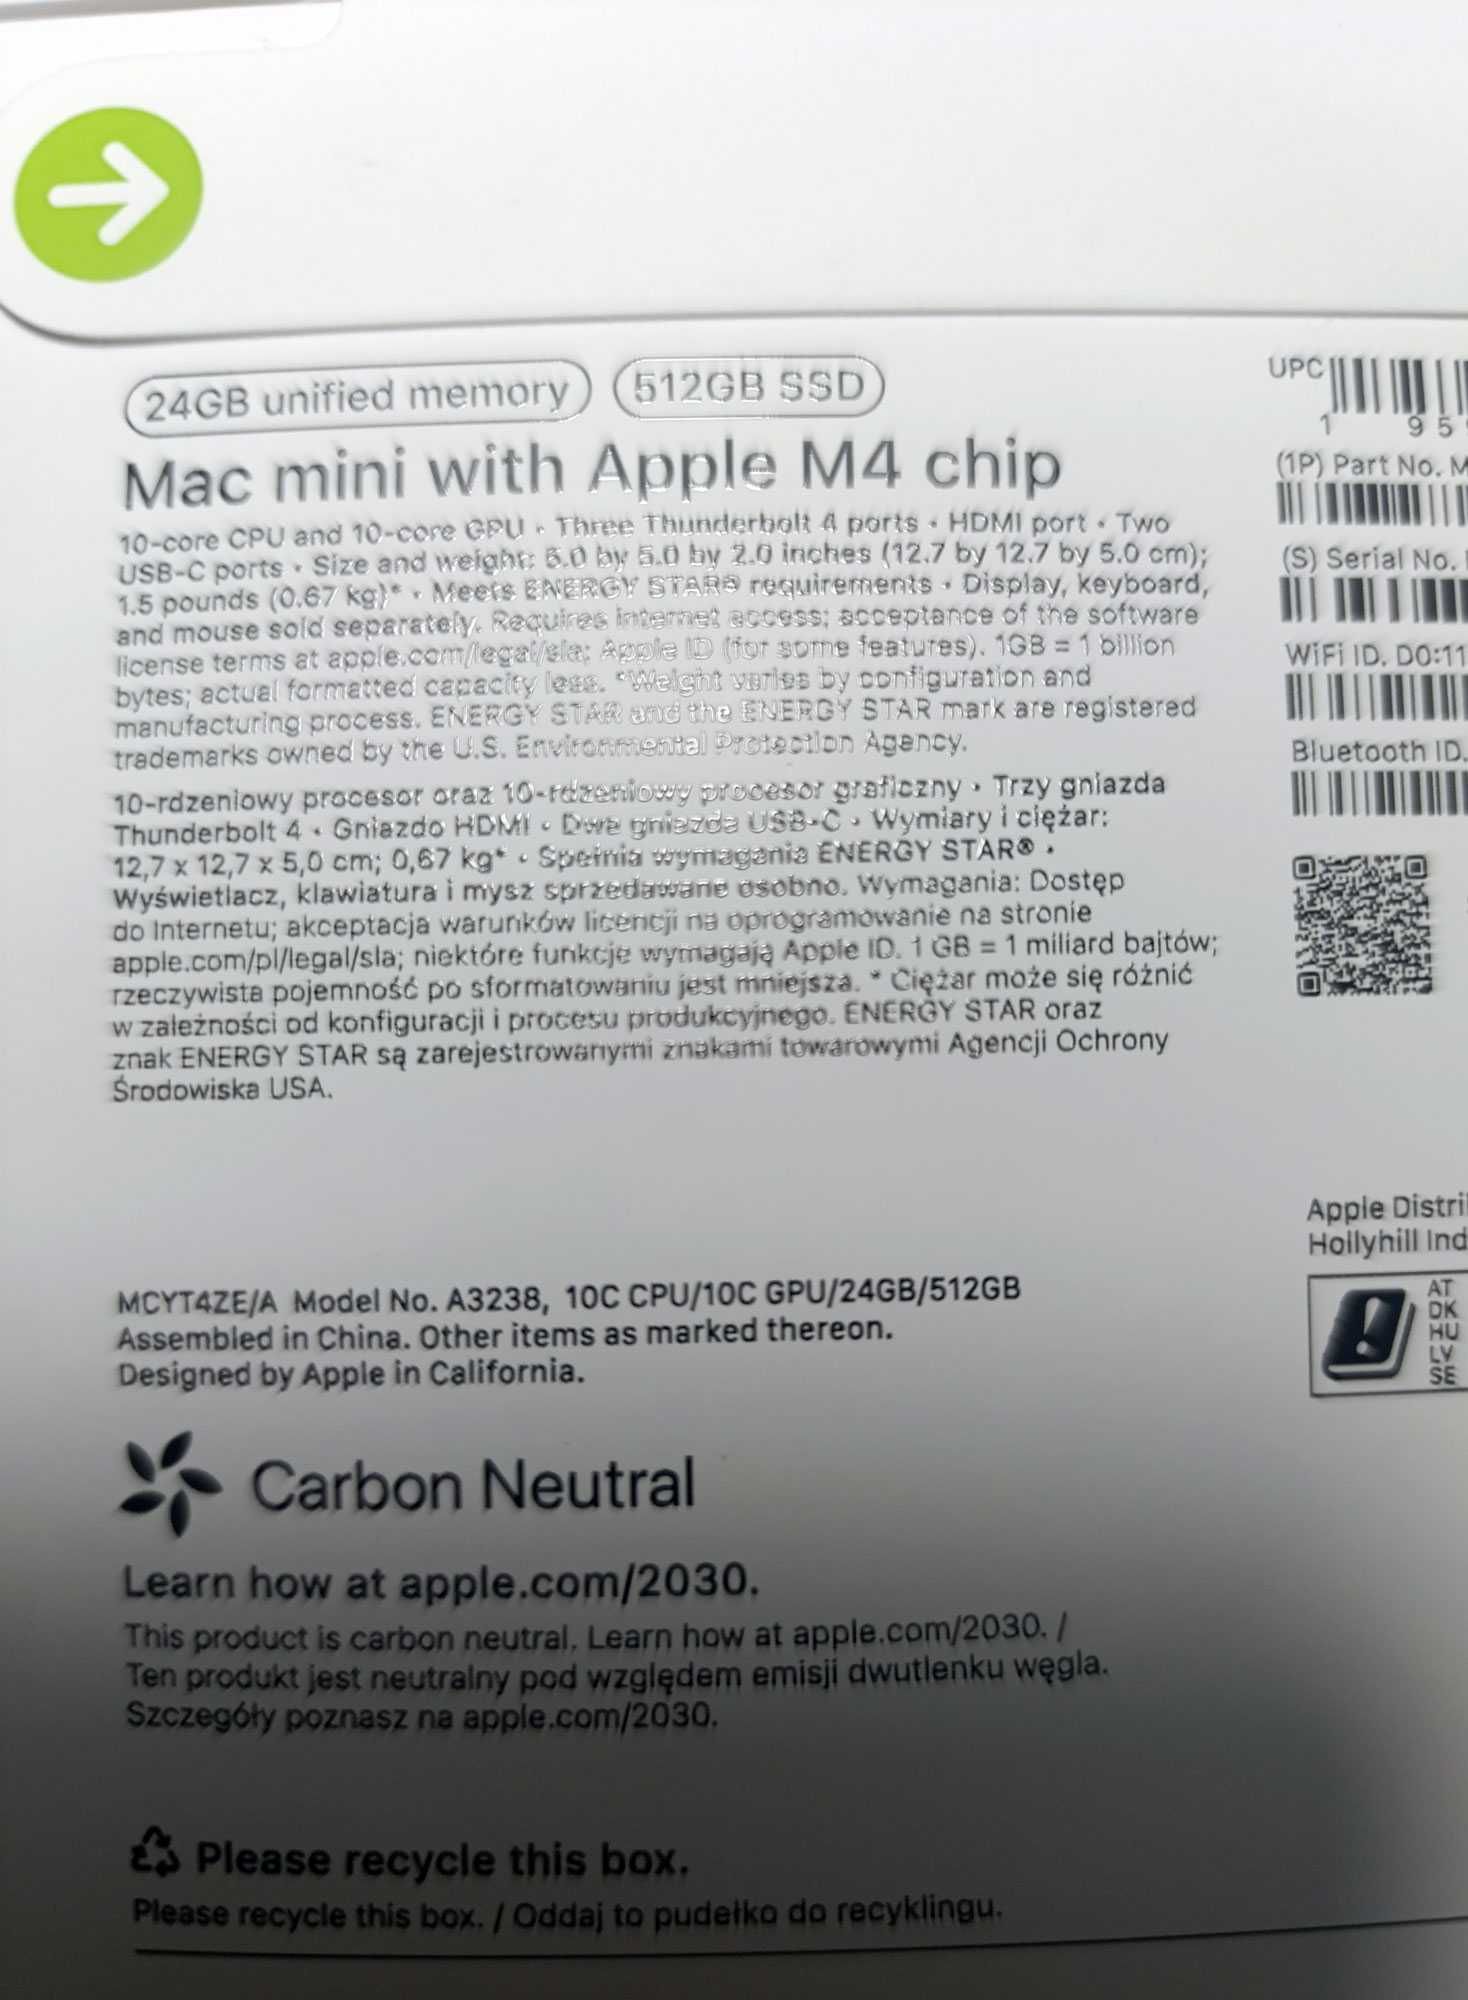 24GB unified memory 512GB SSD
Mac mini with Apple M4 chip
10-core CPU and 10-core GPU • Three Thunderbolt 4 ports • HDMI port • Two
USB-C ports • Size and weight: 5.0 by 5.0 by 2.0 inches (12.7 by 12.7 by 5.0 cm);
1.5 pounds (0.67 kg)* • Meets ENERGY STAR® requirements • Display, keyboard,
and mouse sold separately. Requires internet access; acceptance of the software
license terms at apple.com/legal/sla; Apple ID (for some features). 1GB = 1 billion
bytes; actual formatted capacity less. *Weight varies by configuration and
manufacturing process. ENERGY STAR and the ENERGY STAR mark are registered
trademarks owned by the U.S. Environmental Protection Agency.
10-rdzeniowy procesor oraz 10-rdzeniowy procesor graficzny • Trzy gniazda
Thunderbolt 4 • Gniazdo HDMI • Dwa gniazda USB-C • Wymiary i ciężar:
12,7 x 12,7 x 5,0 cm; 0,67 kg* • Spełnia wymagania ENERGY STAR® •
Wyświetlacz, klawiatura i mysz sprzedawane osobno. Wymagania: Dostęp
do Internetu; akceptacja warunków licencji na oprogramowanie na stronie
apple.com/pl/legal/sla; niektóre funkcje wymagają Apple ID. 1 GB = 1 miliard bajtów;
rzeczywista pojemność po sformatowaniu jest mniejsza. * Ciężar może się różnić
w zależności od konfiguracji i procesu produkcyjnego. ENERGY STAR oraz
znak ENERGY STAR są zarejestrowanymi znakami towarowymi Agencji Ochrony
Środowiska USA.
MCYT4ZE/A Model No. A3238, 10C CPU/10C GPU/24GB/512GB
Assembled in China. Other items as marked thereon.
Designed by Apple in California.
Carbon Neutral
Learn how at apple.com/2030.
This product is carbon neutral. Learn how at apple.com/2030. /
Ten produkt jest neutralny pod względem emisji dwutlenku węgla.
Szczegóły poznasz na apple.com/2030.
Please recycle this box.
Please recycle this box. / Oddaj to pudełko do recyklingu.
UPC
1 95
(1P) Part No. M
(S) Serial No.
WiFi ID. D0:11
Bluetooth ID.
Apple Distri
Hollyhill Ind
AT
DK
HU
LV
SE